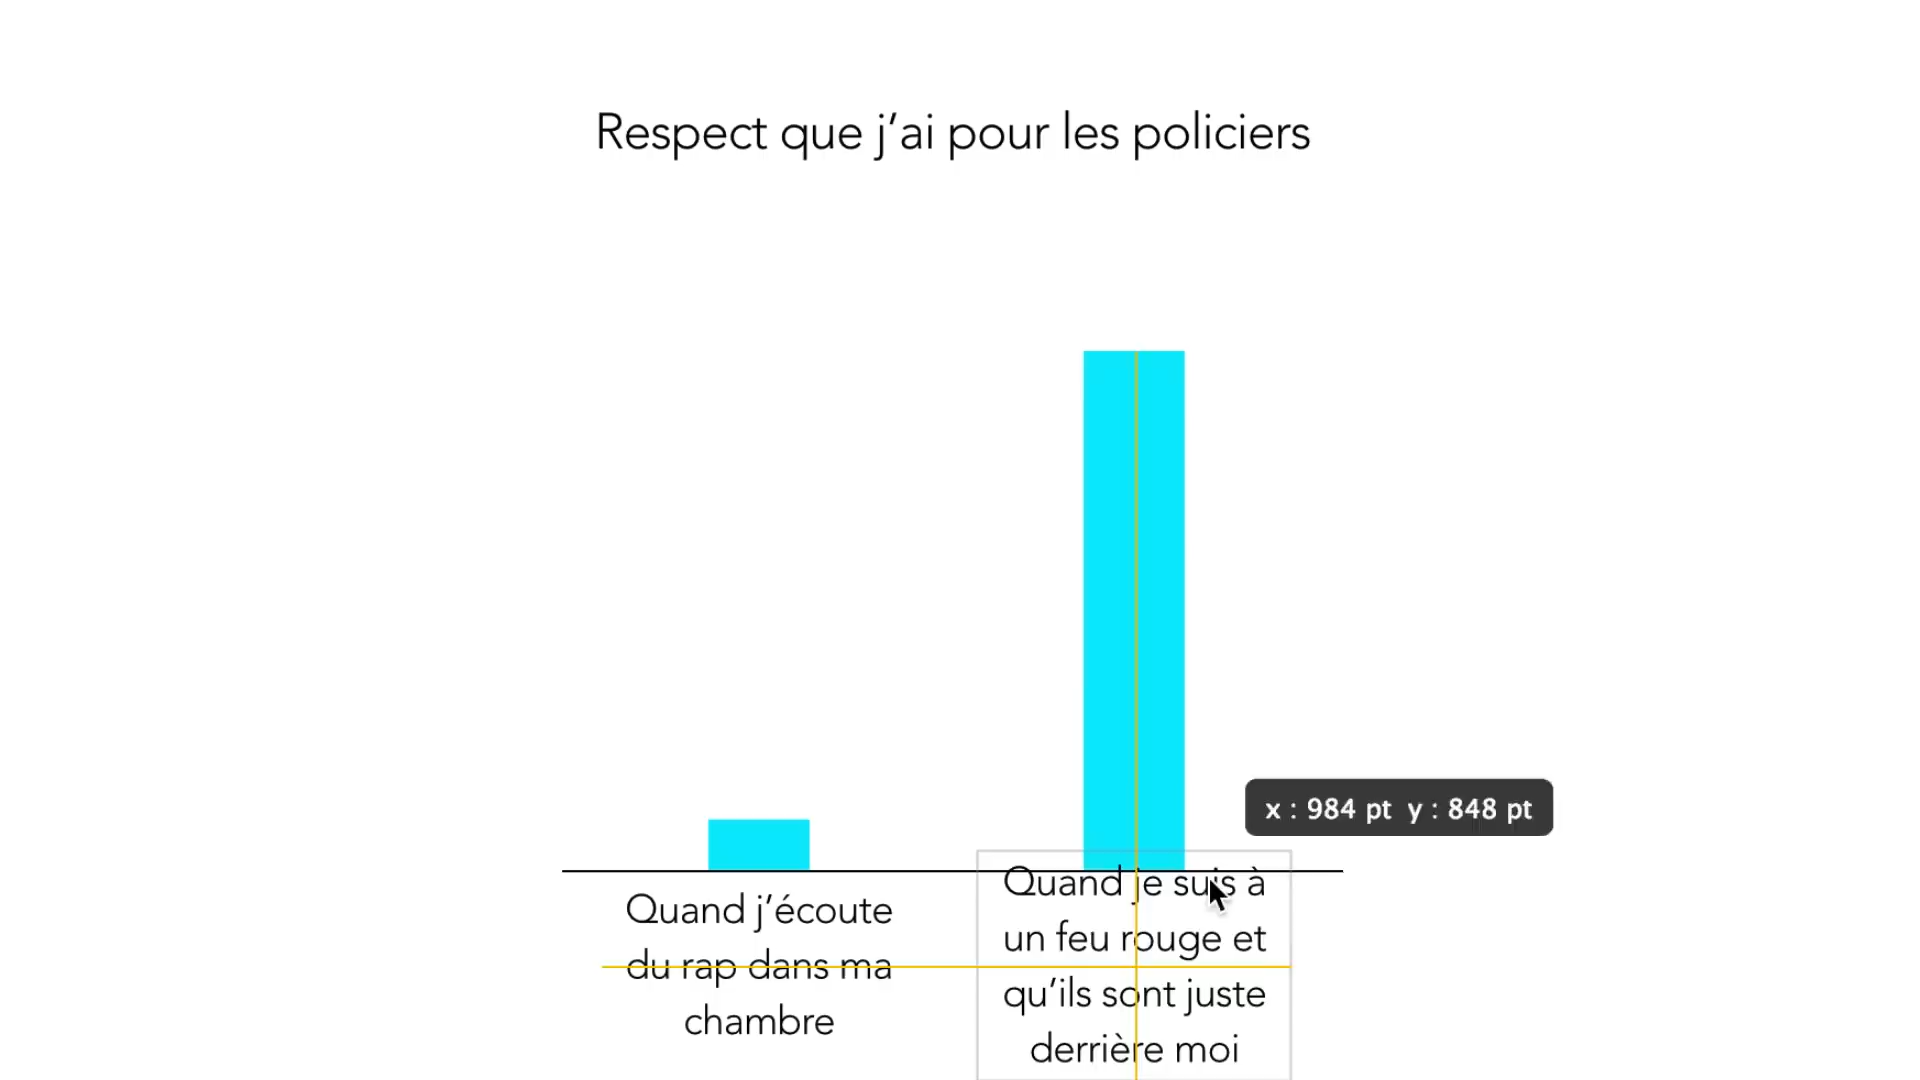 Respect que j’ai pour les policiers
x : 984 pt y : 848 pt
Quand j’écoute
du rap dans ma
chambre
Quand je suis à
un feu rouge et
qu’ils sont juste
derrière moi